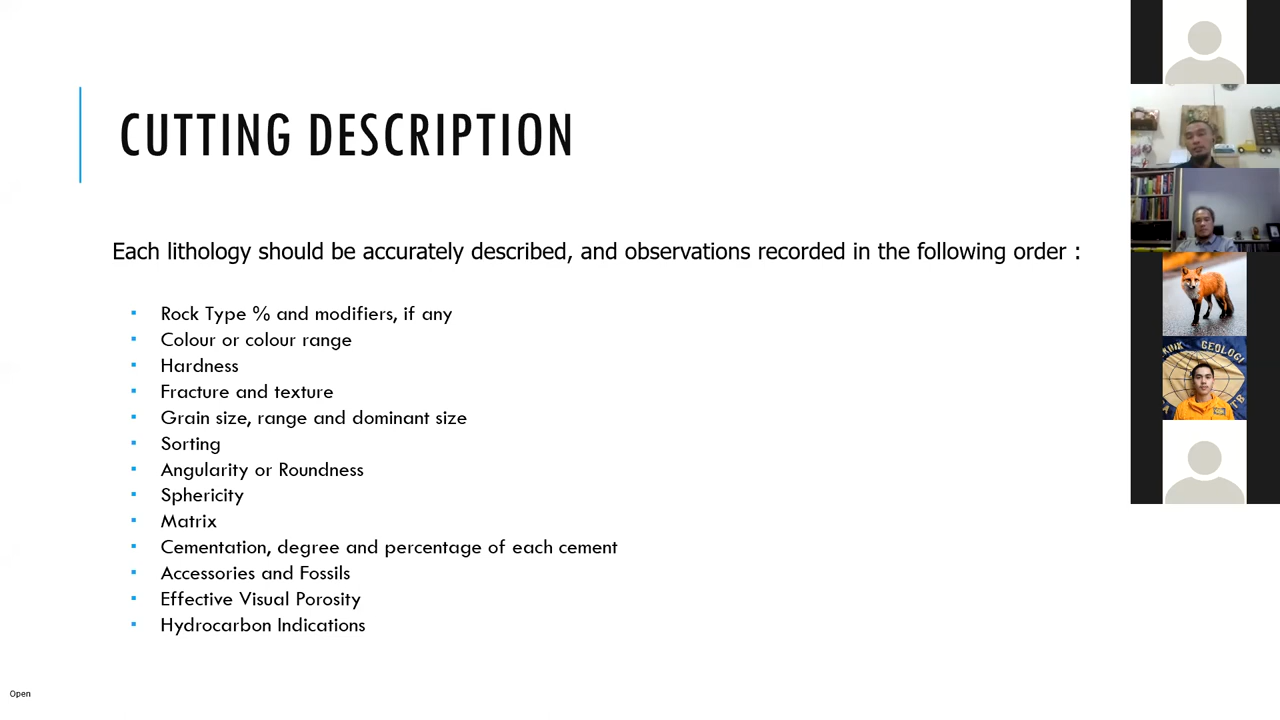 CUTTING DESCRIPTION
Each lithology should be accurately described, and observations recorded in the following order :
▪ Rock Type % and modifiers, if any
▪ Colour or colour range
▪ Hardness
▪ Fracture and texture
▪ Grain size, range and dominant size
▪ Sorting
▪ Angularity or Roundness
▪ Sphericity
▪ Matrix
▪ Cementation, degree and percentage of each cement
▪ Accessories and Fossils
▪ Effective Visual Porosity
▪ Hydrocarbon Indications
Open
GEOLOGI
TB